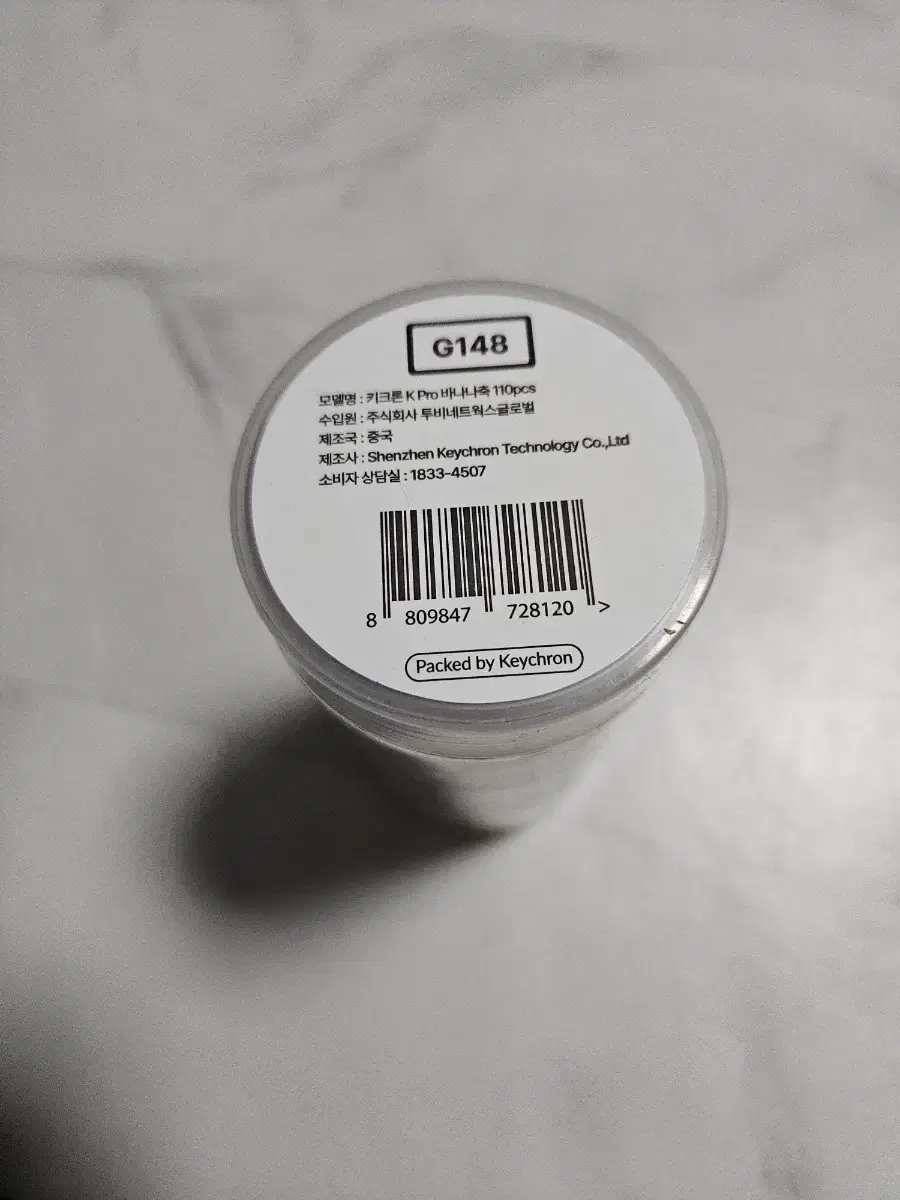 G148
모델명 : 키크론 K Pro 바나나축 110pcs
수입원 : 주식회사 투비네트웍스글로벌
제조국 : 중국
제조사 : Shenzhen Keychron Technology Co.,Ltd
소비자 상담실 : 1833-4507
8 809847 728120 >
Packed by Keychron